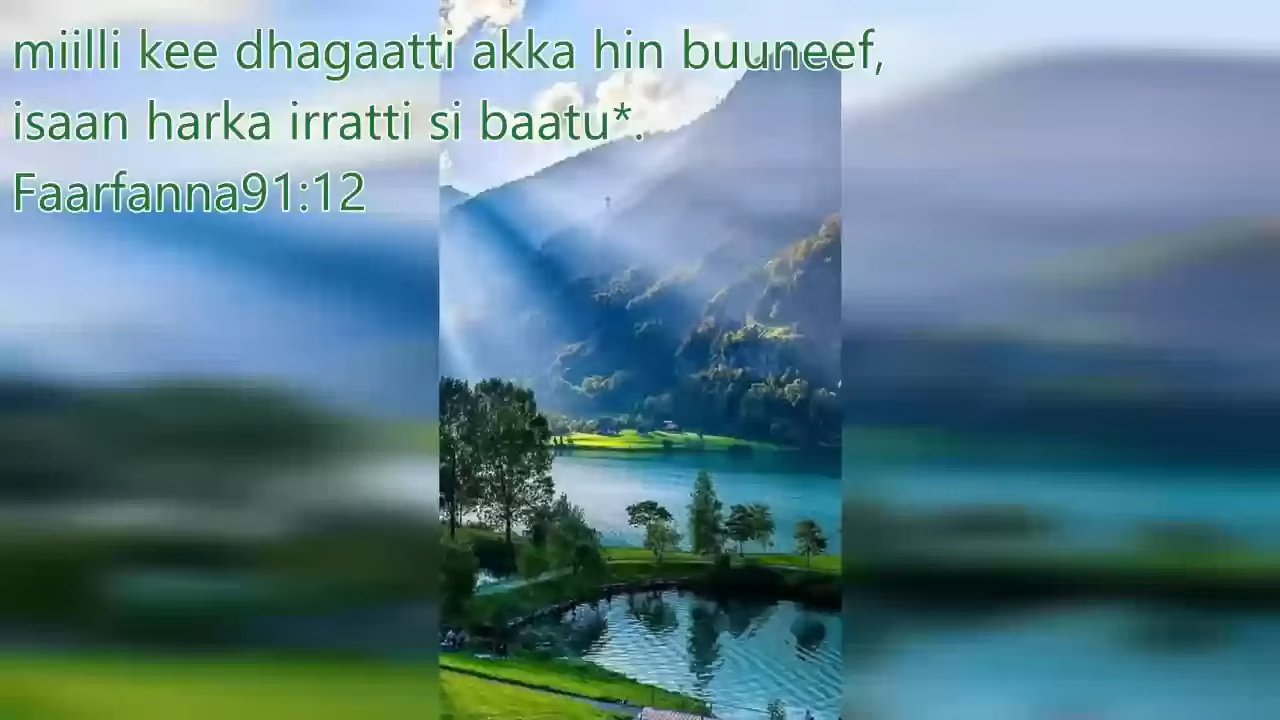 miilli kee dhagaatti akka hin buuneef,
isaan harka irratti si baatu*.
Faarfanna91:12